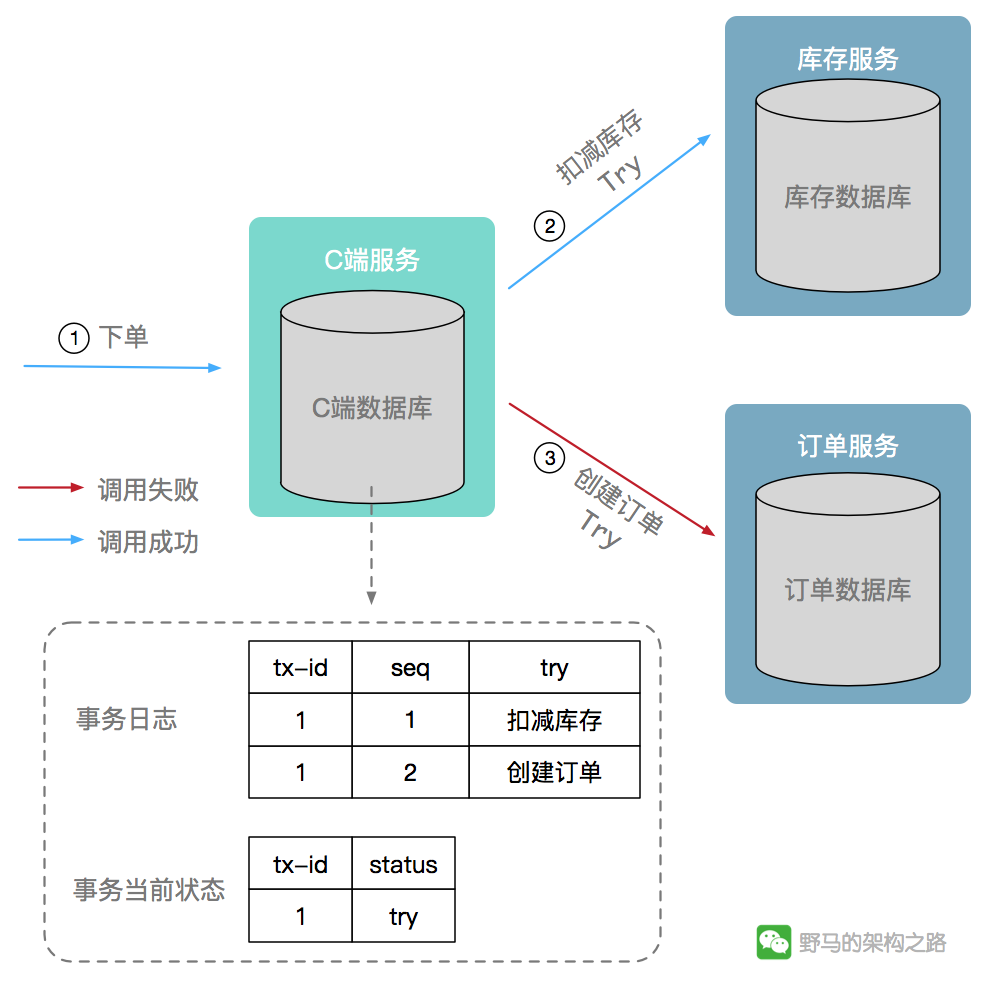 库存服务
库存数据库
扣减库存
Try
②
C端服务
C端数据库
① 下单
③
创建订单
Try
订单服务
订单数据库
调用失败
调用成功
事务日志
tx-id seq try
1 1 扣减库存
1 2 创建订单
事务当前状态
tx-id status
1 try
野马的架构之路